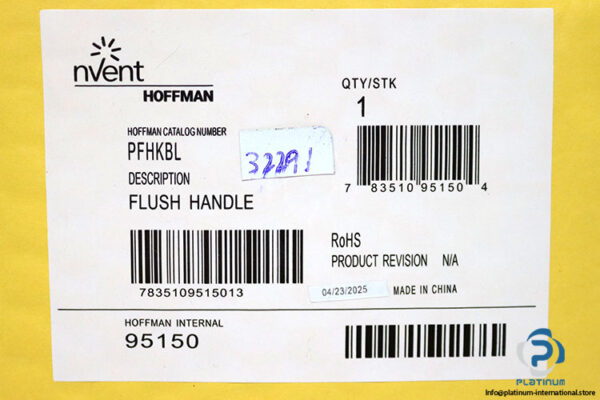 nVent
HOFFMAN
QTY/STK
1
HOFFMAN CATALOG NUMBER
PFHKBL
32291
DESCRIPTION
FLUSH HANDLE
7 83510 95150 4
7835109515013
RoHS
PRODUCT REVISION N/A
04/23/2025 MADE IN CHINA
HOFFMAN INTERNAL
95150
PLATINUM
Info@platinum-international.store